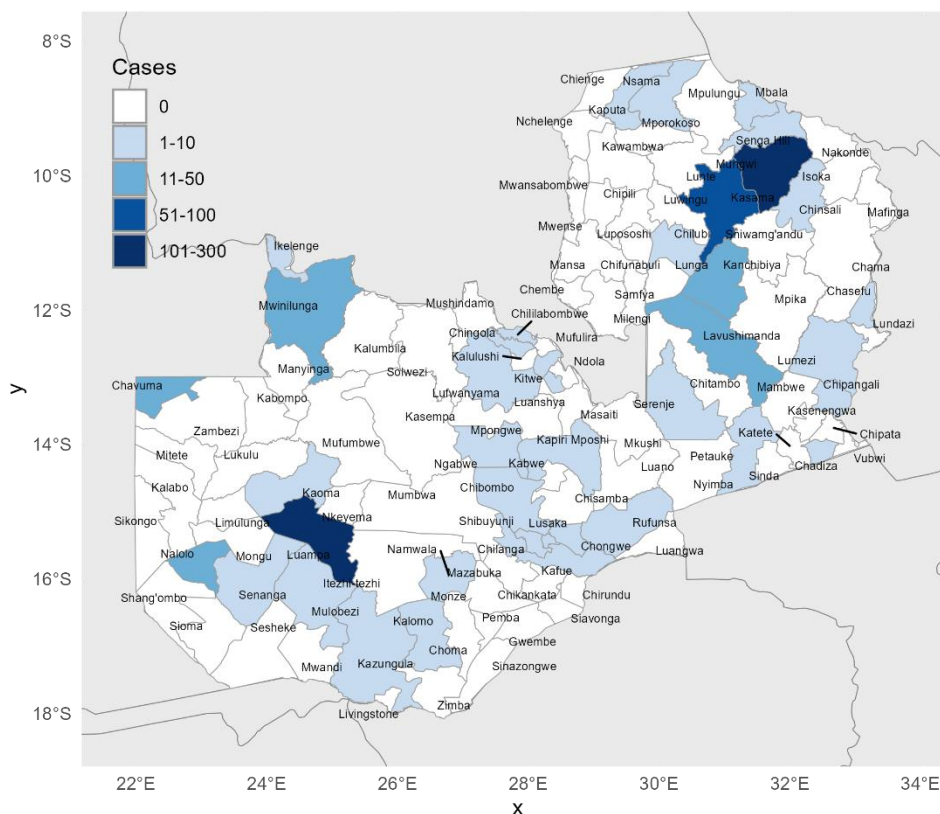 8°S
10°S
12°S
14°S
16°S
18°S
y
Cases
0
1-10
11-50
51-100
101-300
Chienge
Nsama
Mpulungu
Mbala
Kaputa
Nchelenge
Mporokoso
Kawambwa
Senga Hill
Nakonde
Mungwi
Lunte
Isoka
Mwansabombwe
Chipili
Luwingu
Kasama
Chinsali
Mafinga
Mwense
Lupososhi
Chilubi
Shiwamg'andu
Ikelenge
Mansa
Chifunabuli
Lunga
Kanchibiya
Chama
Chembe
Samfya
Mpika
Chasefu
Mwinilunga
Mushindamo
Chililabombwe
Milengi
Lundazi
Chingola
Mufulira
Lavushimanda
Kalumbila
Kalulushi
Ndola
Lumezi
Manyinga
Solwezi
Kitwe
Chavuma
Kabompo
Lufwanyama
Luanshya
Serenje
Chitambo
Mambwe
Chipangali
Kasempa
Masaiti
Kasenengwa
Zambezi
Mpongwe
Kapiri Mposhi
Mkushi
Katete
Chipata
Mufumbwe
Mitete
Lukulu
Ngabwe
Kabwe
Luano
Petauke
Chadiza
Vubwi
Sinda
Kalabo
Kaoma
Mumbwa
Chibombo
Chisamba
Nyimba
Sikongo
Limulunga
Nkeyema
Shibuyunji
Lusaka
Rufunsa
Nalolo
Mongu
Luampa
Namwala
Chilanga
Chongwe
Luangwa
Itezhi-tezhi
Mazabuka
Kafue
Shang'ombo
Senanga
Mulobezi
Monze
Chikankata
Chirundu
Sioma
Sesheke
Kalomo
Pemba
Siavonga
Choma
Gwembe
Mwandi
Kazungula
Sinazongwe
Livingstone
Zimba
22°E
24°E
26°E
28°E
30°E
32°E
34°E
x